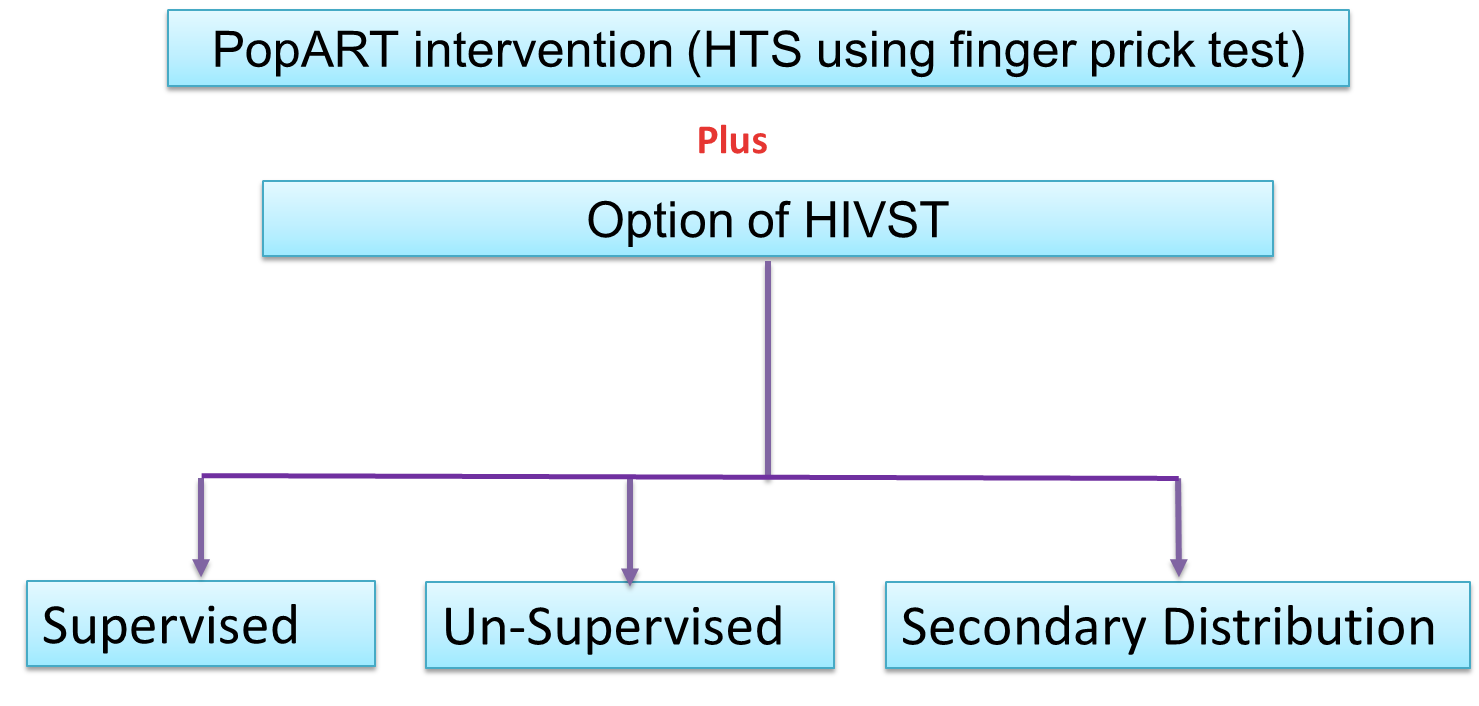 PopART intervention (HTS using finger prick test)
Plus
Option of HIVST
Supervised
Un-Supervised
Secondary Distribution